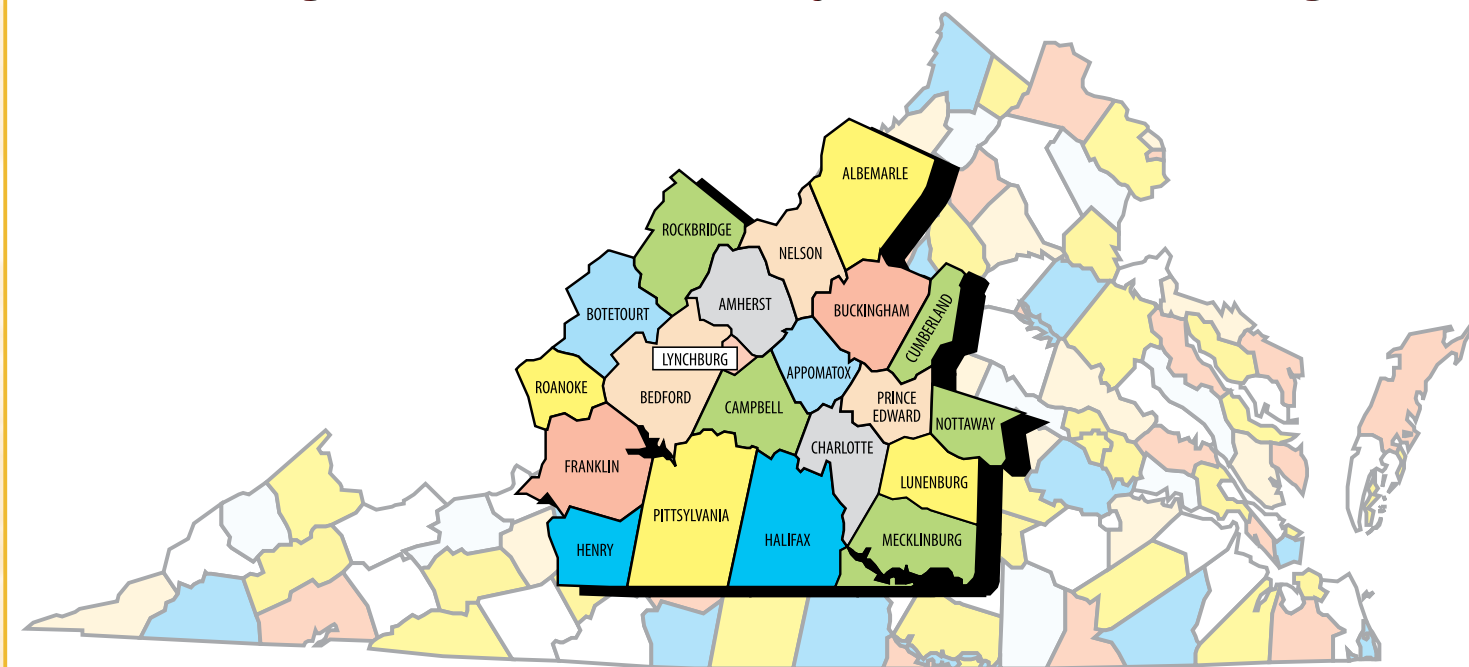 ALBEMARLE
ROCKBRIDGE
NELSON
AMHERST
BOTETOURT
BUCKINGHAM
CUMBERLAND
LYNCHBURG
APPOMATOX
ROANOKE
BEDFORD
CAMPBELL
PRINCE
EDWARD
NOTTAWAY
CHARLOTTE
FRANKLIN
LUNENBURG
PITTSYLVANIA
HENRY
HALIFAX
MECKLINBURG